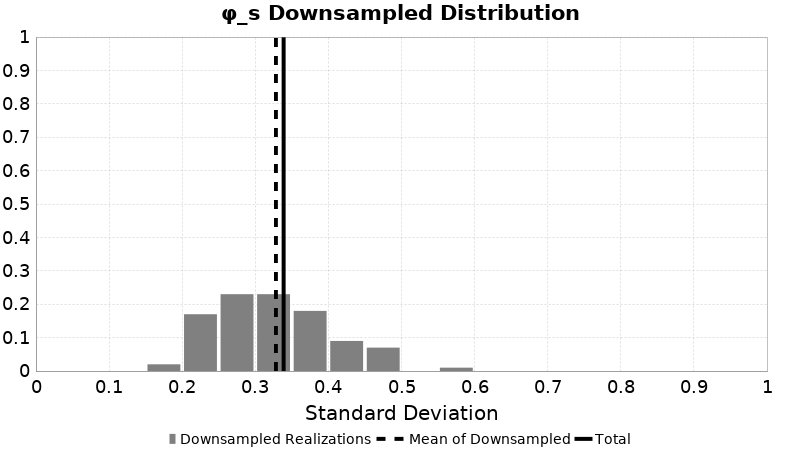 φ_s Downsampled Distribution
1
0.9
0.8
0.7
0.6
0.5
0.4
0.3
0.2
0.1
0
0 0.1 0.2 0.3 0.4 0.5 0.6 0.7 0.8 0.9 1
Standard Deviation
Downsampled Realizations Mean of Downsampled Total